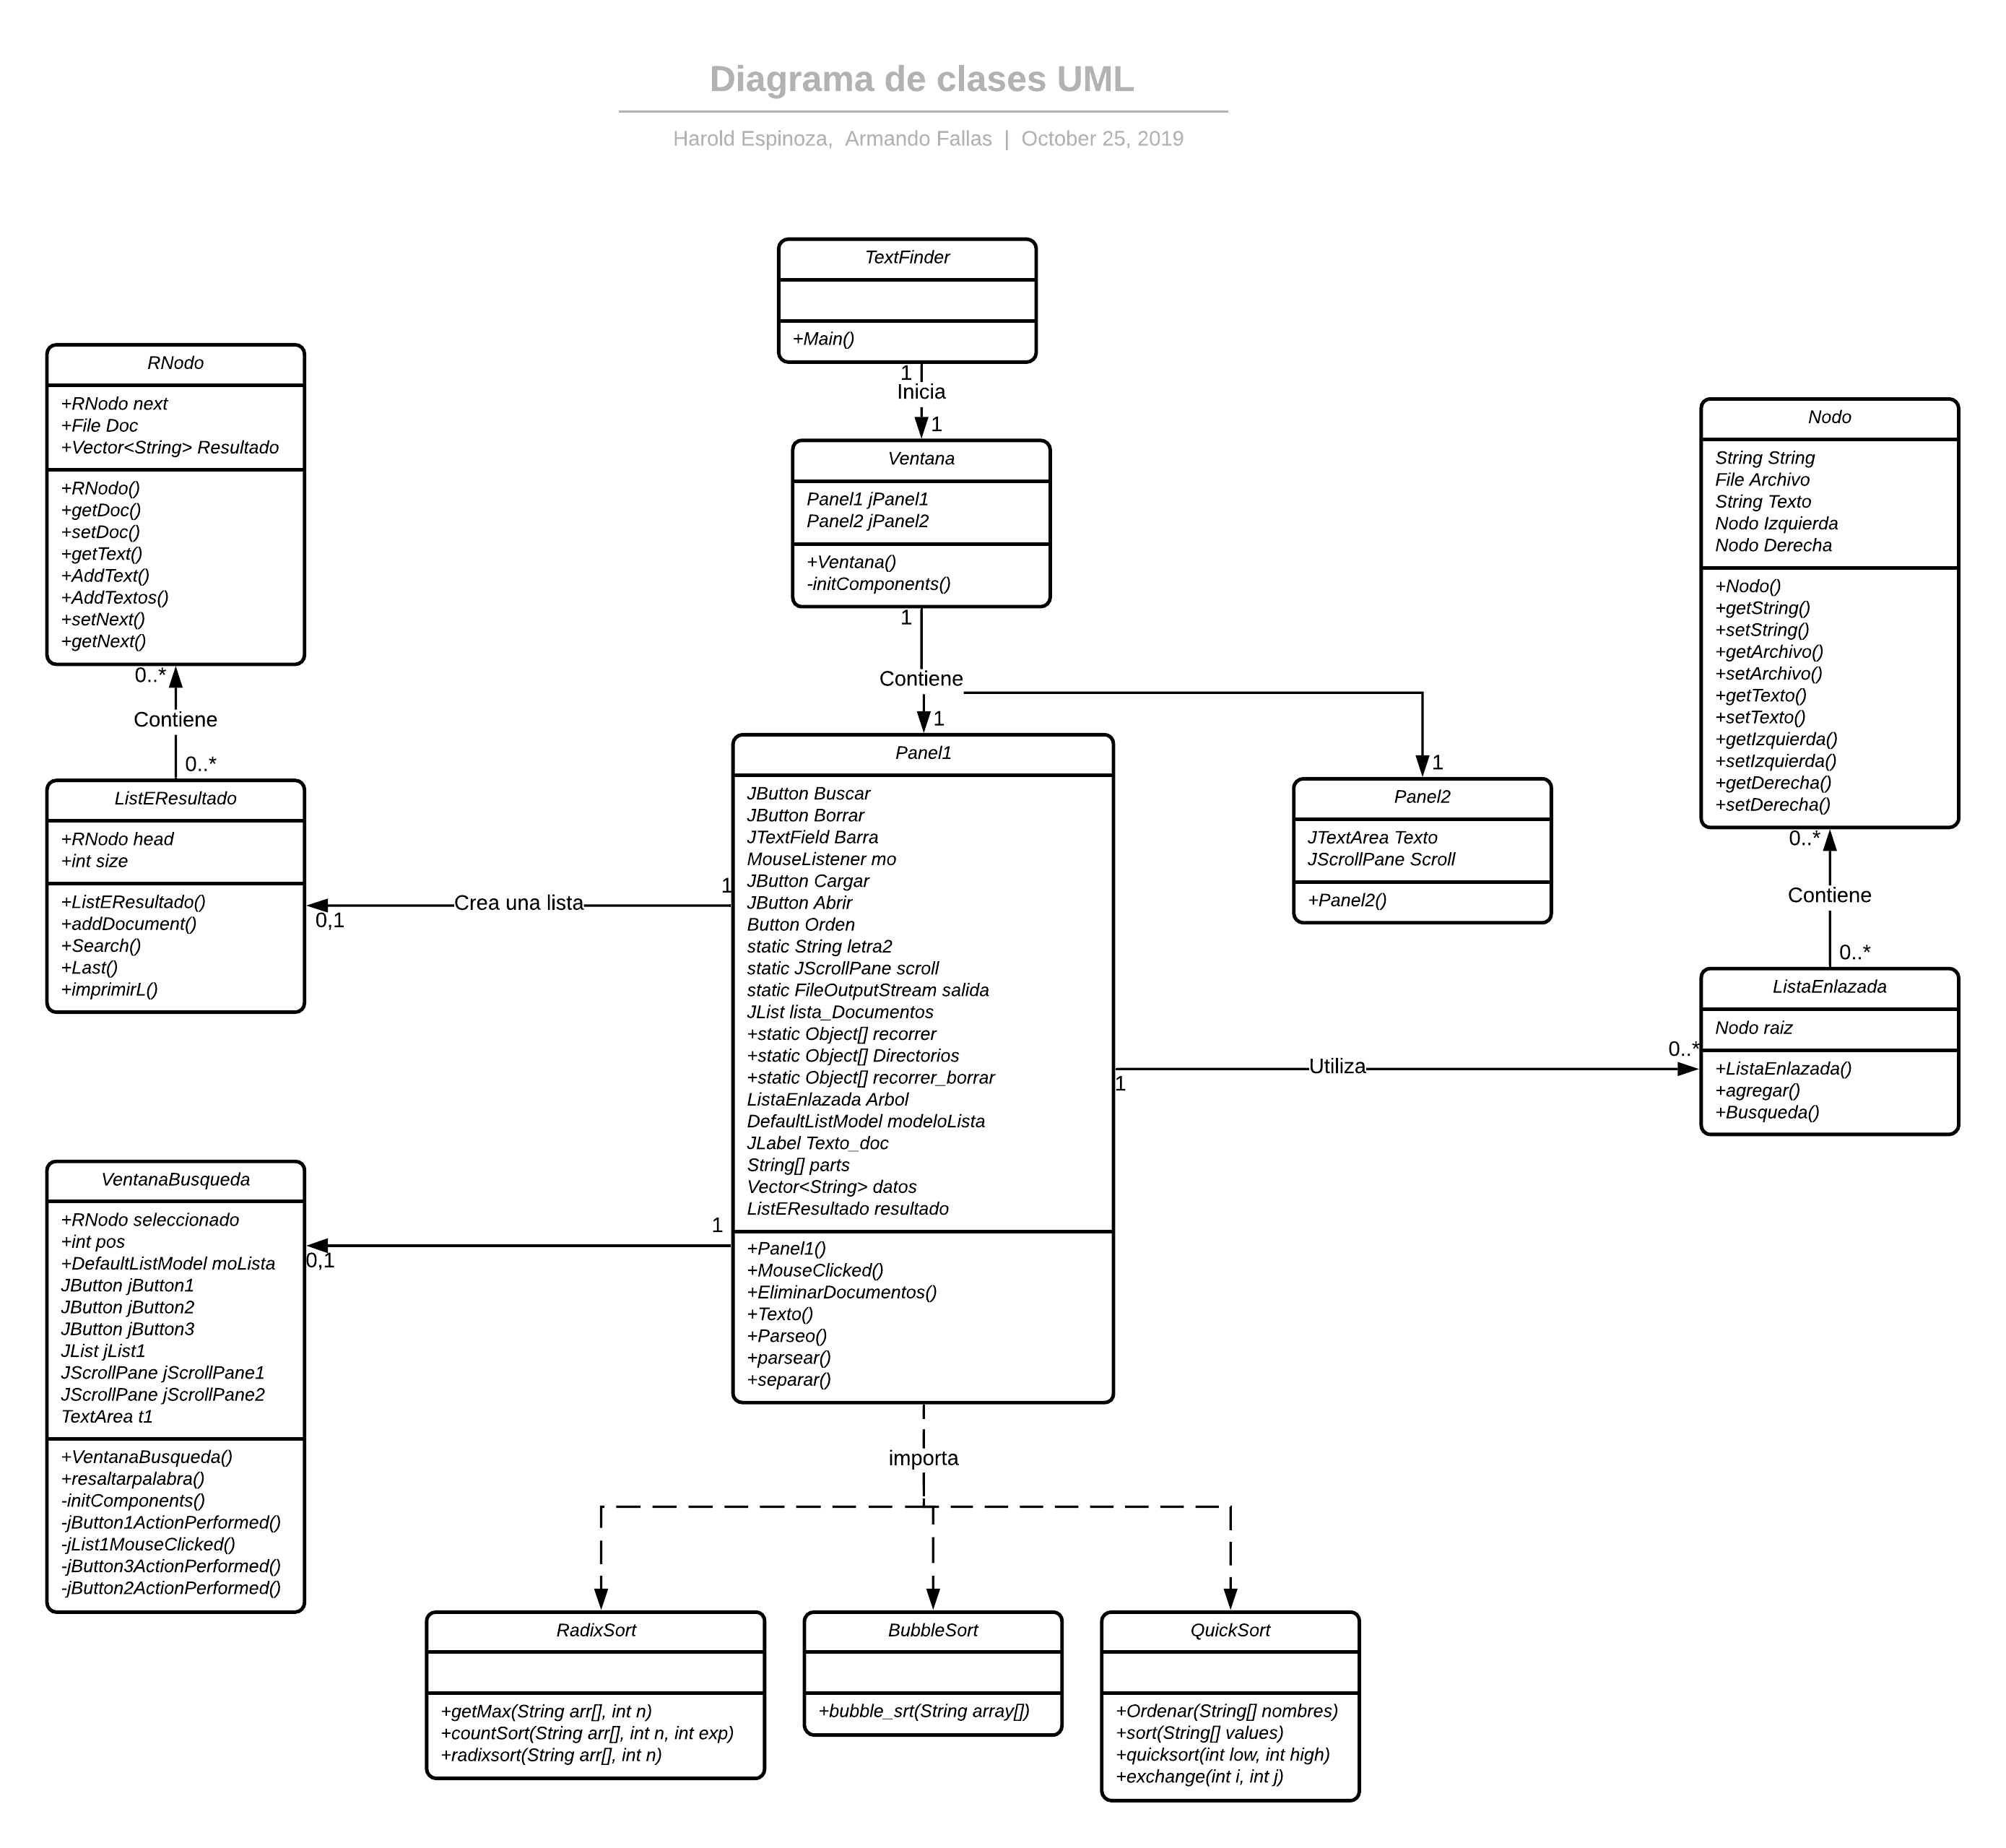 Diagrama de clases UML
Harold Espinoza,  Armando Fallas  |  October 25, 2019
TextFinder
+Main()
1
Inicia
1
Ventana
Panel1 jPanel1
Panel2 jPanel2
+Ventana()
-initComponents()
1
Contiene
1
1
RNodo
+RNodo next
+File Doc
+Vector<String> Resultado
+RNodo()
+getDoc()
+setDoc()
+getText()
+AddText()
+AddTextos()
+setNext()
+getNext()
0..*
Contiene
0..*
ListEResultado
+RNodo head
+int size
+ListEResultado()
+addDocument()
+Search()
+Last()
+imprimirL()
0,1
Crea una lista
1
Panel1
JButton Buscar
JButton Borrar
JTextField Barra
MouseListener mo
JButton Cargar
JButton Abrir
Button Orden
static String letra2
static JScrollPane scroll
static FileOutputStream salida
JList lista_Documentos
+static Object[] recorrer
+static Object[] Directorios
+static Object[] recorrer_borrar
ListaEnlazada Arbol
DefaultListModel modeloLista
JLabel Texto_doc
String[] parts
Vector<String> datos
ListEResultado resultado
+Panel1()
+MouseClicked()
+EliminarDocumentos()
+Texto()
+Parseo()
+parsear()
+separar()
Panel2
JTextArea Texto
JScrollPane Scroll
+Panel2()
Nodo
String String
File Archivo
String Texto
Nodo Izquierda
Nodo Derecha
+Nodo()
+getString()
+setString()
+getArchivo()
+setArchivo()
+getTexto()
+setTexto()
+getIzquierda()
+setIzquierda()
+getDerecha()
+setDerecha()
0..*
Contiene
0..*
ListaEnlazada
Nodo raiz
+ListaEnlazada()
+agregar()
+Busqueda()
1
Utiliza
0..*
VentanaBusqueda
+RNodo seleccionado
+int pos
+DefaultListModel moLista
JButton jButton1
JButton jButton2
JButton jButton3
JList jList1
JScrollPane jScrollPane1
JScrollPane jScrollPane2
TextArea t1
+VentanaBusqueda()
+resaltarpalabra()
-initComponents()
-jButton1ActionPerformed()
-jList1MouseClicked()
-jButton3ActionPerformed()
-jButton2ActionPerformed()
0,1
1
importa
RadixSort
+getMax(String arr[], int n)
+countSort(String arr[], int n, int exp)
+radixsort(String arr[], int n)
BubbleSort
+bubble_srt(String array[])
QuickSort
+Ordenar(String[] nombres)
+sort(String[] values)
+quicksort(int low, int high)
+exchange(int i, int j)